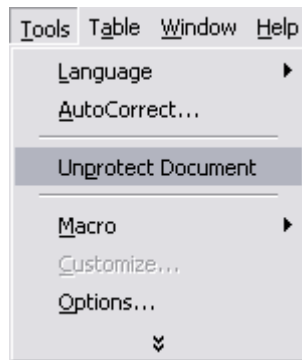 Tools Table Window Help
Language
AutoCorrect...
Unprotect Document
Macro
Customize...
Options...